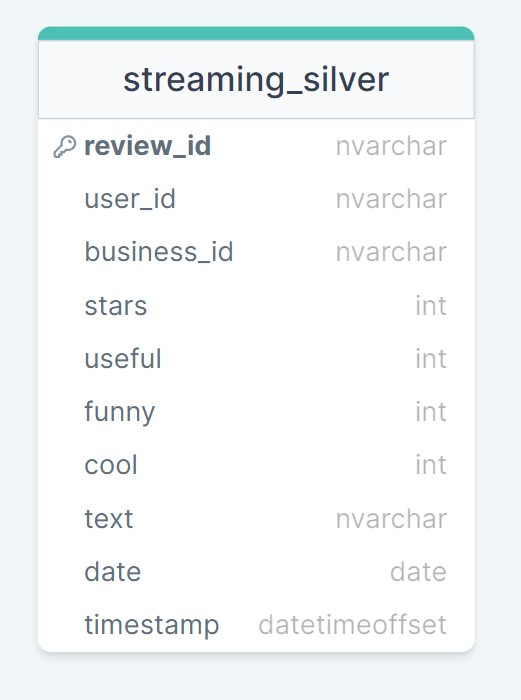 streaming_silver
review_id nvarchar
user_id nvarchar
business_id nvarchar
stars int
useful int
funny int
cool int
text nvarchar
date date
timestamp datetimeoffset